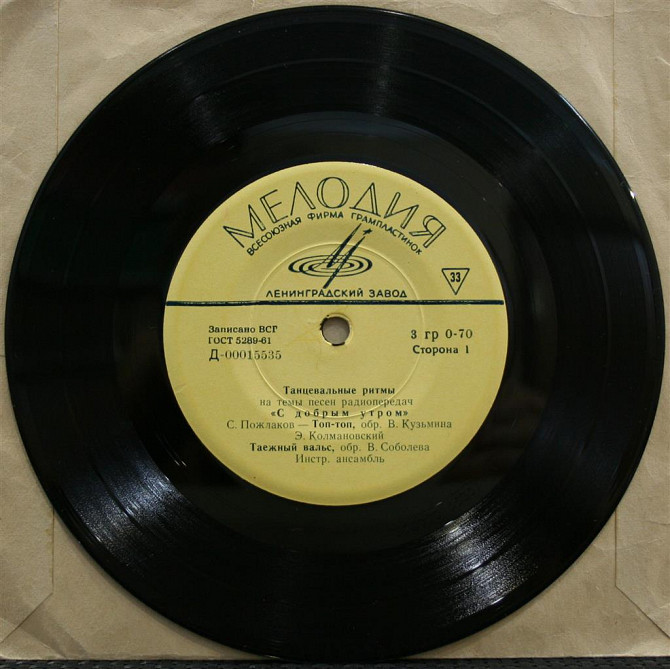 МЕЛОДИЯ
ВСЕСОЮЗНАЯ ФИРМА ГРАМПЛАСТИНОК
ЛЕНИНГРАДСКИЙ ЗАВОД
33
Записано ВСГ
ГОСТ 5289-61
Д-00015535
3 гр 0-70
Сторона 1
Танцевальные ритмы
на темы песен радиопередач
«С добрым утром»
С. Пожлаков — Топ-топ, обр. В. Кузьмина
Э. Колмановский
Таежный вальс, обр. В. Соболева
Инстр. ансамбль